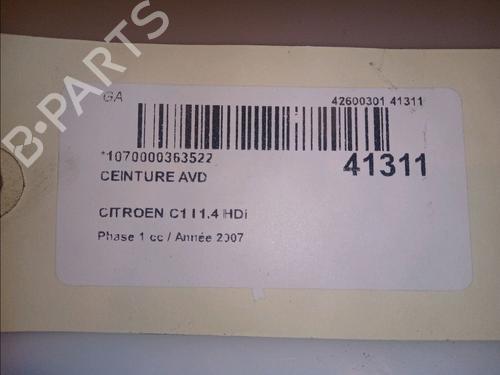 GA
42600301 41311
*1070000363522
41311
CEINTURE AVD
CITROEN C1 I 1.4 HDi
Phase 1 cc / Année 2007
B-PARTS